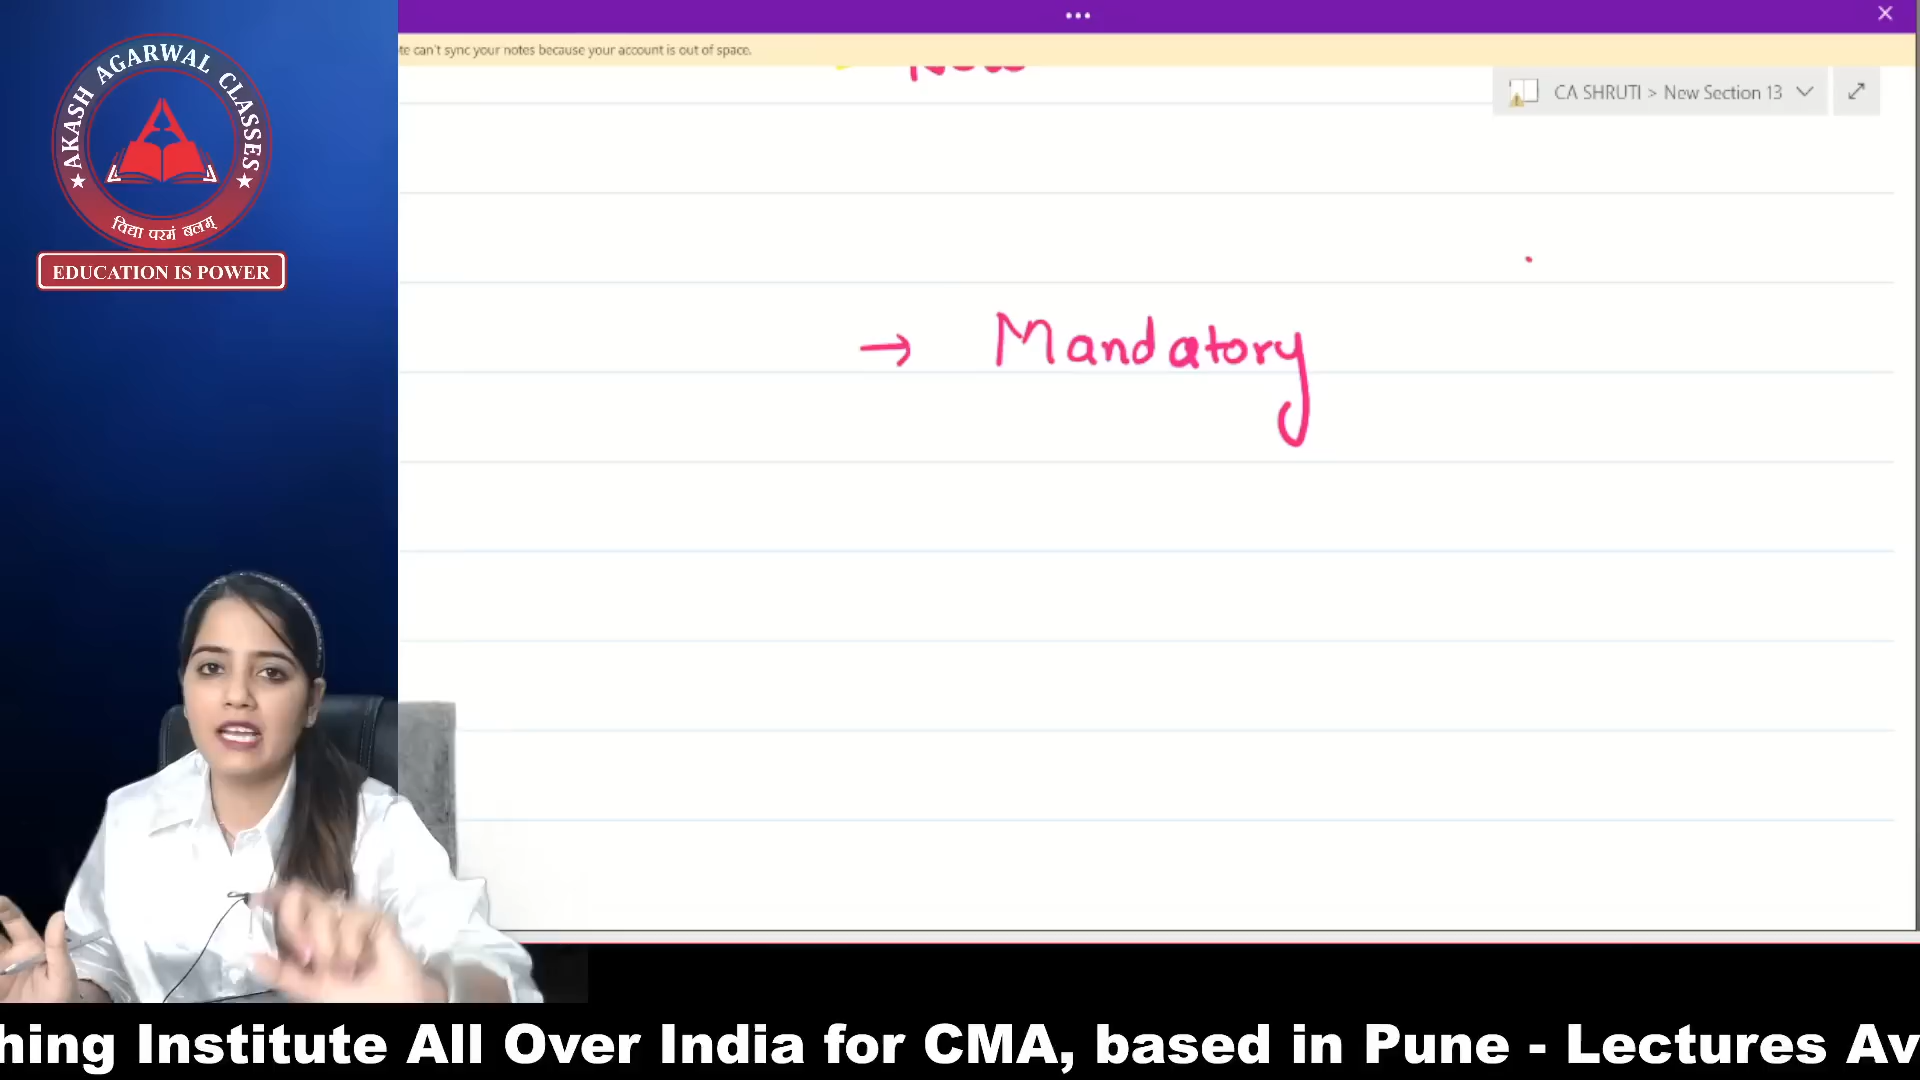 te can't sync your notes because your account is out of space.
CA SHRUTI > New Section 13
AKASH AGARWAL CLASSES
विद्या परमं बलम्
EDUCATION IS POWER
→ Mandatory
hing Institute All Over India for CMA, based in Pune - Lectures Av